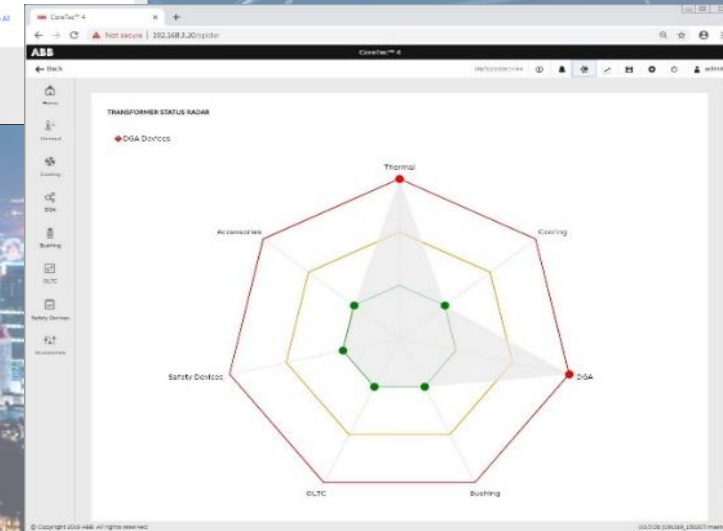 All
CoreTec™ 4
Not secure | 192.168.3.20/spider
ABB
CoreTec™ 4
Back
admin
Home
Thermal
Cooling
DGA
Bushing
OLTC
Safety Devices
Accessories
TRANSFORMER STATUS RADAR
DGA Devices
Thermal
Accessories
Cooling
Safety Devices
DGA
OLTC
Bushing
© Copyright 2019 ABB. All rights reserved.